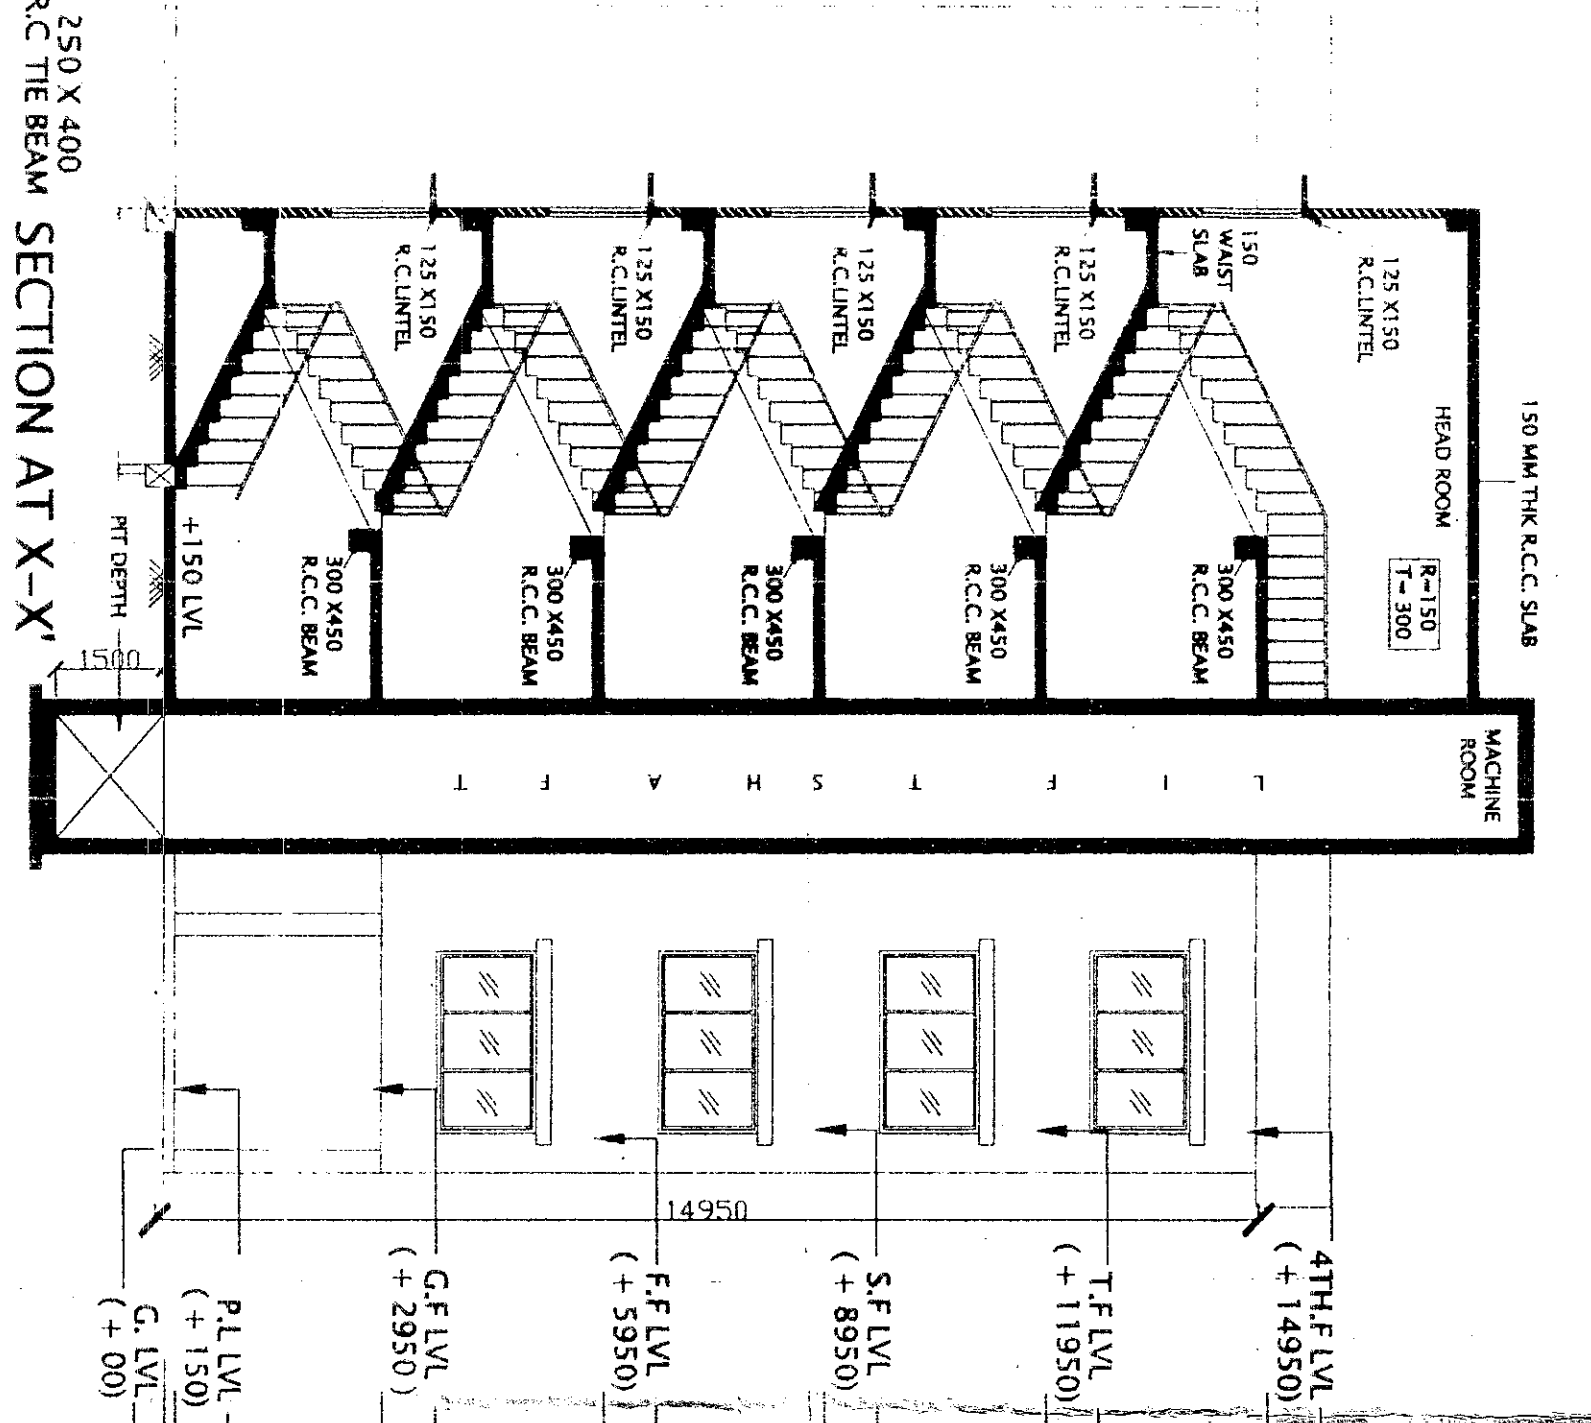 150 MM THK R.C.C. SLAB
MACHINE
ROOM
HEAD ROOM
R=150
T= 300
125 X150
R.C.LINTEL
150
WAIST
SLAB
300 X450
R.C.C. BEAM
125 X150
R.C.LINTEL
300 X450
R.C.C. BEAM
125 X150
R.C.LINTEL
300 X450
R.C.C. BEAM
125 X150
R.C.LINTEL
300 X450
R.C.C. BEAM
125 X150
R.C.LINTEL
300 X450
R.C.C. BEAM
L I F T S H A F T
+150 LVL
PIT DEPTH
1500
14950
4TH.F LVL
(+ 14950)
T.F LVL
(+ 11950)
S.F LVL
(+ 8950)
F.F LVL
(+ 5950)
G.F LVL
(+ 2950)
P.L LVL
(+ 150)
G. LVL
(+ 00)
250 X 400
R.C TIE BEAM
SECTION AT X-X'